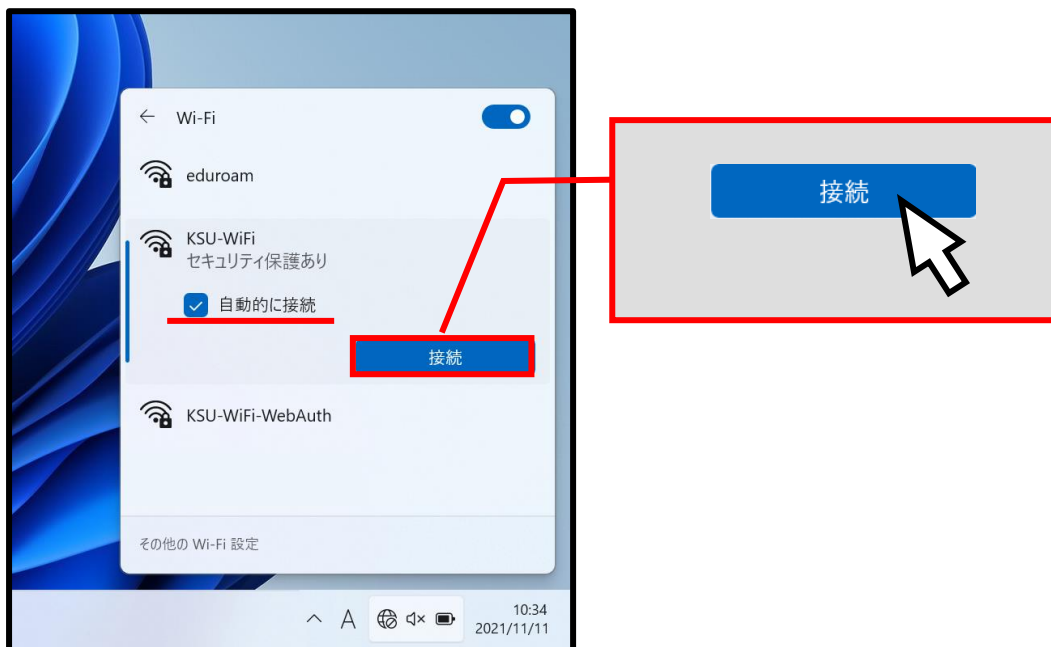 Wi-Fi
eduroam
KSU-WiFi
セキュリティ保護あり
自動的に接続
接続
KSU-WiFi-WebAuth
その他の Wi-Fi 設定
A
10:34
2021/11/11
接続